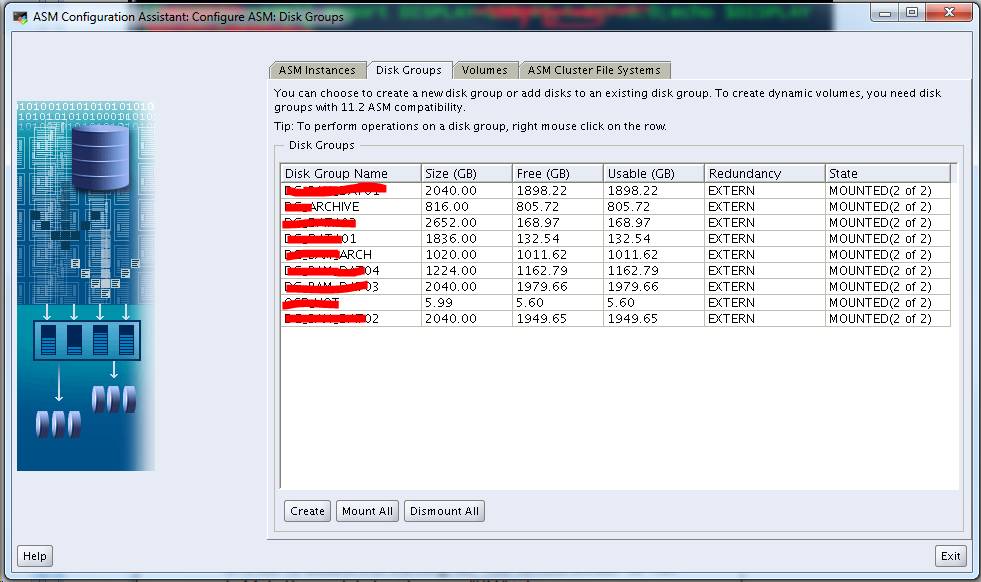 ASM Configuration Assistant: Configure ASM: Disk Groups
ASM Instances Disk Groups Volumes ASM Cluster File Systems
You can choose to create a new disk group or add disks to an existing disk group. To create dynamic volumes, you need disk
groups with 11.2 ASM compatibility.
Tip: To perform operations on a disk group, right mouse click on the row.
Disk Groups
Disk Group Name Size (GB) Free (GB) Usable (GB) Redundancy State
2040.00 1898.22 1898.22 EXTERN MOUNTED(2 of 2)
ARCHIVE 816.00 805.72 805.72 EXTERN MOUNTED(2 of 2)
2652.00 168.97 168.97 EXTERN MOUNTED(2 of 2)
01 1836.00 132.54 132.54 EXTERN MOUNTED(2 of 2)
ARCH 1020.00 1011.62 1011.62 EXTERN MOUNTED(2 of 2)
04 1224.00 1162.79 1162.79 EXTERN MOUNTED(2 of 2)
03 2040.00 1979.66 1979.66 EXTERN MOUNTED(2 of 2)
5.99 5.60 5.60 EXTERN MOUNTED(2 of 2)
02 2040.00 1949.65 1949.65 EXTERN MOUNTED(2 of 2)
Create Mount All Dismount All
Help Exit